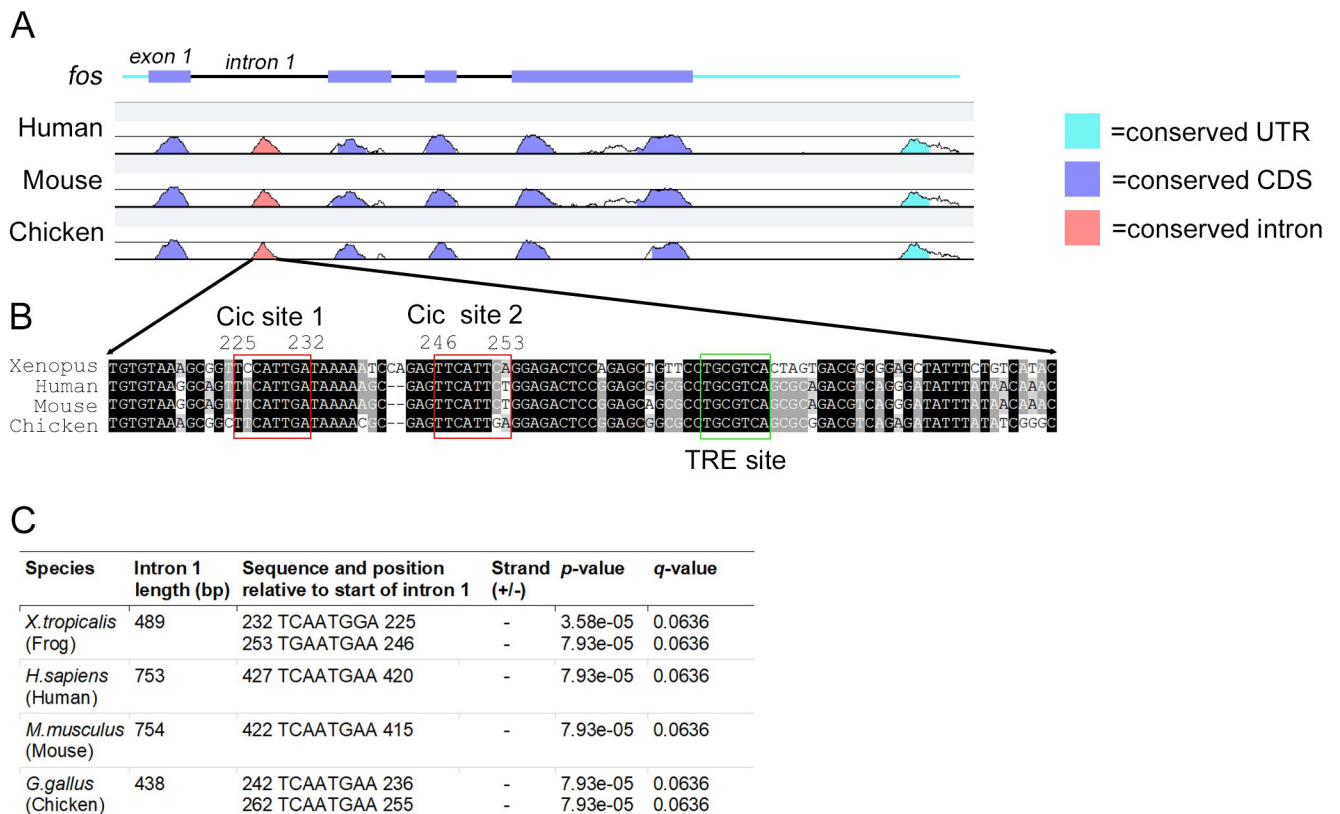 A
exon 1
intron 1
fos
Human
Mouse
Chicken
=conserved UTR
=conserved CDS
=conserved intron
B
Cic site 1
Cic site 2
225 232 246 253
Xenopus TGTGTAAAGCGGTTCCATTGATAAAAATCCAGAGTTCATTCAGGAGACTCCAGAGCTGTTCCTGCGTCACTAGTGACGGCGGAGCTATTTCTGTCATAC
Human TGTGTAAGGCAGTTTCATTGATAAAAAGC--GAGTTCATTCTGGAGACTCCGGAGCGGCGCCTGCGTCAGCGCAGACGTCAGGGATATTTATAACAAAC
Mouse TGTGTAAGGCAGTTTCATTGATAAAAAGC--GAGTTCATTCTGGAGACTCCGGAGCAGCGCCTGCGTCAGCGCAGACGTCAGGGATATTTATAACAAAC
Chicken TGTGTAAAGCGGCTTCATTGATAAAACGC--GAGTTCATTGAGGAGACTCCGGAGCGGCGCCTGCGTCAGCGCGGACGTCAGAGATATTTATATCGGGC
TRE site
C
Species Intron 1 length (bp) Sequence and position relative to start of intron 1 Strand (+/-) p-value q-value
X.tropicalis 489 232 TCAATGGA 225 - 3.58e-05 0.0636
(Frog) 253 TGAATGAA 246 - 7.93e-05 0.0636
H.sapiens 753 427 TCAATGAA 420 - 7.93e-05 0.0636
(Human)
M.musculus 754 422 TCAATGAA 415 - 7.93e-05 0.0636
(Mouse)
G.gallus 438 242 TCAATGAA 236 - 7.93e-05 0.0636
(Chicken) 262 TCAATGAA 255 - 7.93e-05 0.0636